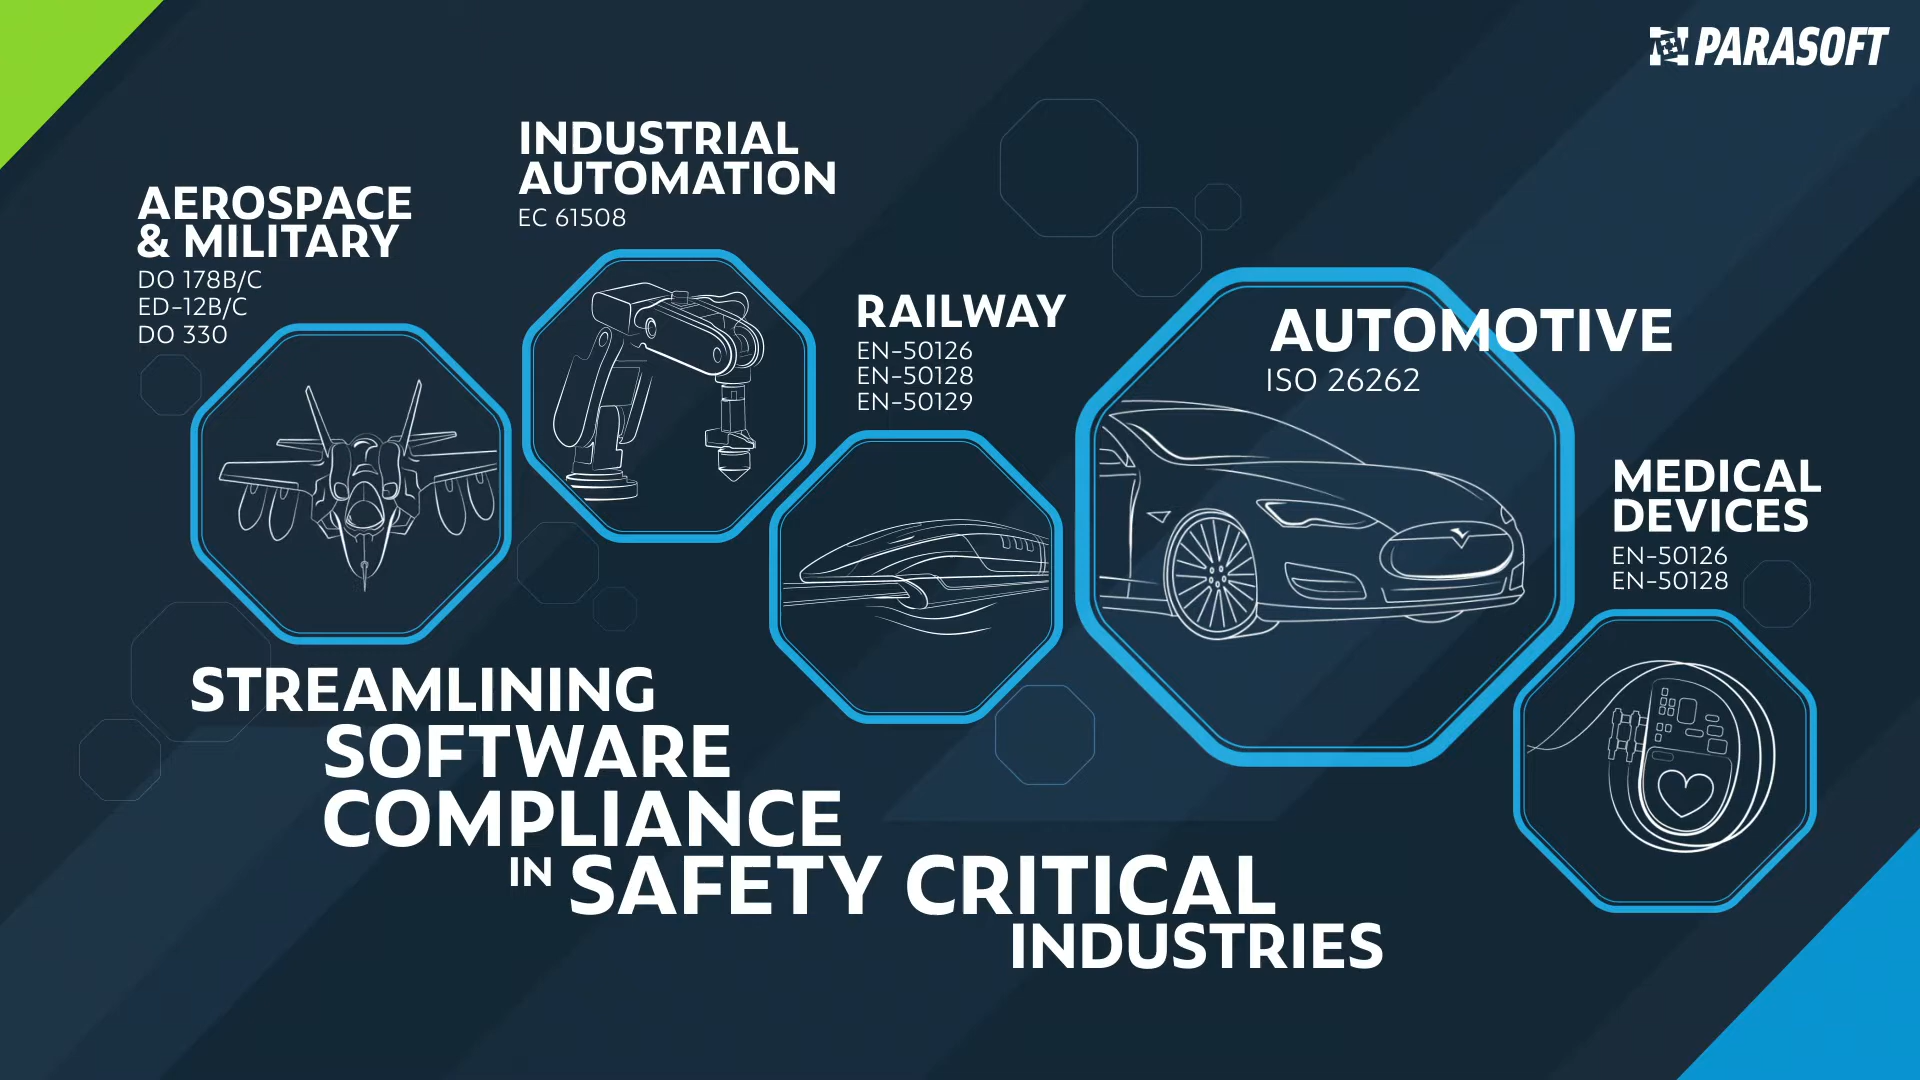 PARASOFT
AEROSPACE
& MILITARY
DO 178B/C
ED-12B/C
DO 330
INDUSTRIAL
AUTOMATION
EC 61508
RAILWAY
EN-50126
EN-50128
EN-50129
AUTOMOTIVE
ISO 26262
MEDICAL
DEVICES
EN-50126
EN-50128
STREAMLINING
SOFTWARE
COMPLIANCE
IN SAFETY CRITICAL
INDUSTRIES